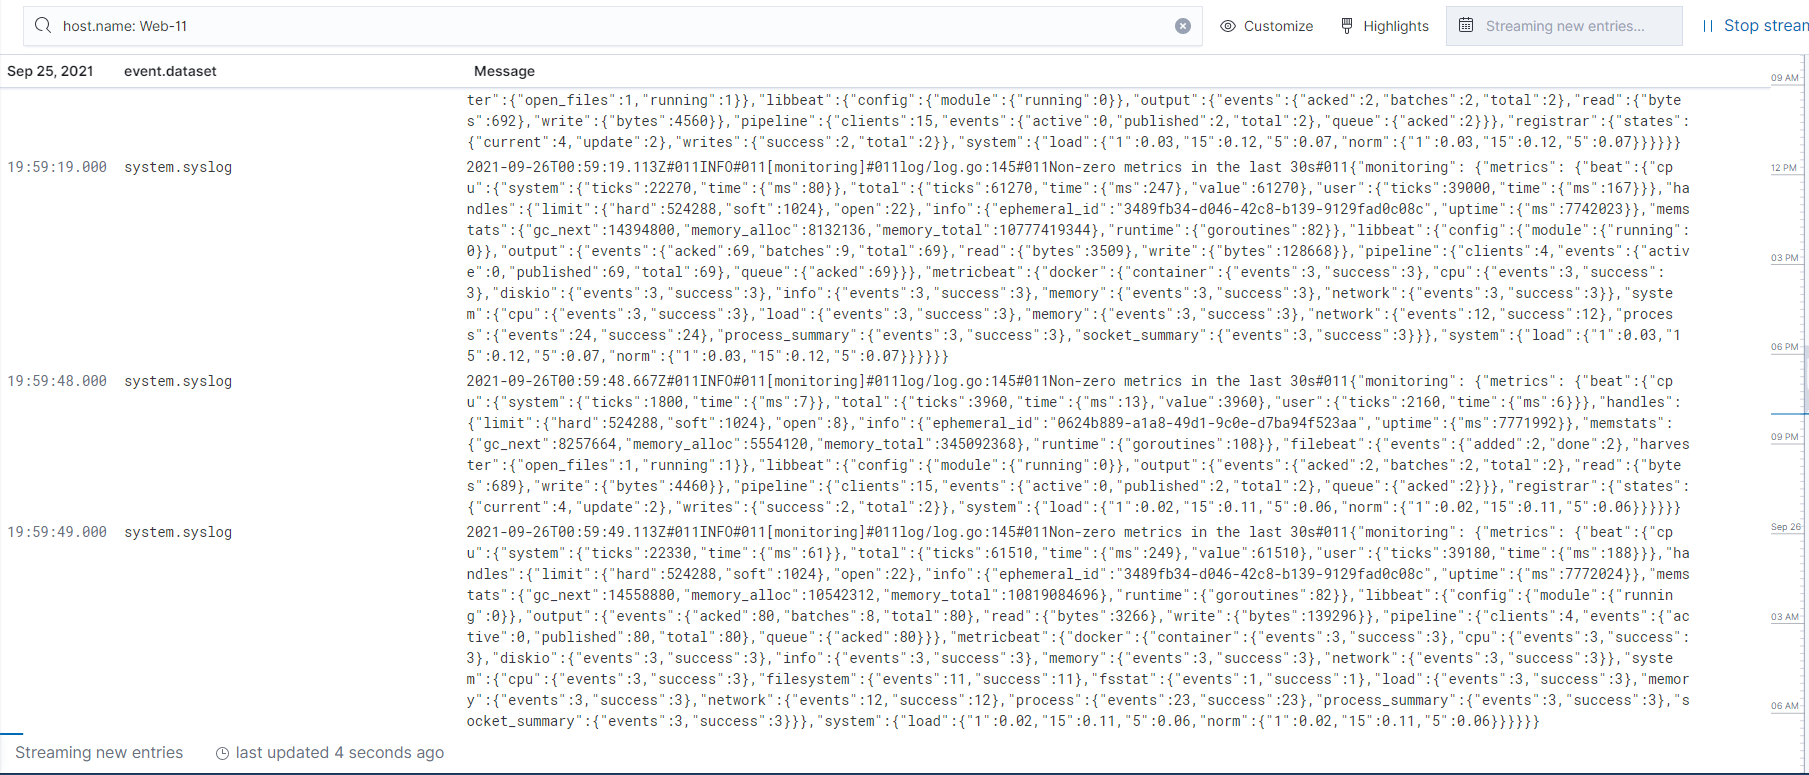 host.name: Web-11
Customize
Highlights
Streaming new entries...
Stop strean
Sep 25, 2021 event.dataset Message
ter":{"open_files":1,"running":1}},"libbeat":{"config":{"module":{"running":0}},"output":{"events":{"acked":2,"batches":2,"total":2},"read":{"byte
s":692},"write":{"bytes":4560}},"pipeline":{"clients":15,"events":{"active":0,"published":2,"total":2},"queue":{"acked":2}}},"registrar":{"states":
{"current":4,"update":2},"writes":{"success":2,"total":2}},"system":{"load":{"1":0.03,"15":0.12,"5":0.07,"norm":{"1":0.03,"15":0.12,"5":0.07}}}}}}
19:59:19.000 system.syslog 2021-09-26T00:59:19.113Z#011INFO#011[monitoring]#011log/log.go:145#011Non-zero metrics in the last 30s#011{"monitoring": {"metrics": {"beat":{"cp
u":{"system":{"ticks":22270,"time":{"ms":80}},"total":{"ticks":61270,"time":{"ms":247},"value":61270},"user":{"ticks":39000,"time":{"ms":167}}},"ha
ndles":{"limit":{"hard":524288,"soft":1024},"open":22},"info":{"ephemeral_id":"3489fb34-d046-42c8-b139-9129fad0c08c","uptime":{"ms":7742023}},"mems
tats":{"gc_next":14394800,"memory_alloc":8132136,"memory_total":10777419344},"runtime":{"goroutines":82}},"libbeat":{"config":{"module":{"running":
0}},"output":{"events":{"acked":69,"batches":9,"total":69},"read":{"bytes":3509},"write":{"bytes":128668}},"pipeline":{"clients":4,"events":{"activ
e":0,"published":69,"total":69},"queue":{"acked":69}}},"metricbeat":{"docker":{"container":{"events":3,"success":3},"cpu":{"events":3,"success":
3},"diskio":{"events":3,"success":3},"info":{"events":3,"success":3},"memory":{"events":3,"success":3},"network":{"events":3,"success":3}},"syste
m":{"cpu":{"events":3,"success":3},"load":{"events":3,"success":3},"memory":{"events":3,"success":3},"network":{"events":12,"success":12},"proces
s":{"events":24,"success":24},"process_summary":{"events":3,"success":3},"socket_summary":{"events":3,"success":3}}},"system":{"load":{"1":0.03,"1
5":0.12,"5":0.07,"norm":{"1":0.03,"15":0.12,"5":0.07}}}}}}
19:59:48.000 system.syslog 2021-09-26T00:59:48.667Z#011INFO#011[monitoring]#011log/log.go:145#011Non-zero metrics in the last 30s#011{"monitoring": {"metrics": {"beat":{"cp
u":{"system":{"ticks":1800,"time":{"ms":7}},"total":{"ticks":3960,"time":{"ms":13},"value":3960},"user":{"ticks":2160,"time":{"ms":6}}},"handles":
{"limit":{"hard":524288,"soft":1024},"open":8},"info":{"ephemeral_id":"0624b889-a1a8-49d1-9c0e-d7ba94f523aa","uptime":{"ms":7771992}},"memstats":
{"gc_next":8257664,"memory_alloc":5554120,"memory_total":345092368},"runtime":{"goroutines":108}},"filebeat":{"events":{"added":2,"done":2},"harves
ter":{"open_files":1,"running":1}},"libbeat":{"config":{"module":{"running":0}},"output":{"events":{"acked":2,"batches":2,"total":2},"read":{"byte
s":689},"write":{"bytes":4460}},"pipeline":{"clients":15,"events":{"active":0,"published":2,"total":2},"queue":{"acked":2}}},"registrar":{"states":
{"current":4,"update":2},"writes":{"success":2,"total":2}},"system":{"load":{"1":0.02,"15":0.11,"5":0.06,"norm":{"1":0.02,"15":0.11,"5":0.06}}}}}}
19:59:49.000 system.syslog 2021-09-26T00:59:49.113Z#011INFO#011[monitoring]#011log/log.go:145#011Non-zero metrics in the last 30s#011{"monitoring": {"metrics": {"beat":{"cp
u":{"system":{"ticks":22330,"time":{"ms":61}},"total":{"ticks":61510,"time":{"ms":249},"value":61510},"user":{"ticks":39180,"time":{"ms":188}}},"ha
ndles":{"limit":{"hard":524288,"soft":1024},"open":22},"info":{"ephemeral_id":"3489fb34-d046-42c8-b139-9129fad0c08c","uptime":{"ms":7772024}},"mems
tats":{"gc_next":14558880,"memory_alloc":10542312,"memory_total":10819084696},"runtime":{"goroutines":82}},"libbeat":{"config":{"module":{"runnin
g":0}},"output":{"events":{"acked":80,"batches":8,"total":80},"read":{"bytes":3266},"write":{"bytes":139296}},"pipeline":{"clients":4,"events":{"ac
tive":0,"published":80,"total":80},"queue":{"acked":80}}},"metricbeat":{"docker":{"container":{"events":3,"success":3},"cpu":{"events":3,"success":
3},"diskio":{"events":3,"success":3},"info":{"events":3,"success":3},"memory":{"events":3,"success":3},"network":{"events":3,"success":3}},"syste
m":{"cpu":{"events":3,"success":3},"filesystem":{"events":11,"success":11},"fsstat":{"events":1,"success":1},"load":{"events":3,"success":3},"memor
y":{"events":3,"success":3},"network":{"events":12,"success":12},"process":{"events":23,"success":23},"process_summary":{"events":3,"success":3},"s
ocket_summary":{"events":3,"success":3}}},"system":{"load":{"1":0.02,"15":0.11,"5":0.06,"norm":{"1":0.02,"15":0.11,"5":0.06}}}}}}
09 AM
12 PM
03 PM
06 PM
09 PM
Sep 26
03 AM
06 AM
Streaming new entries last updated 4 seconds ago